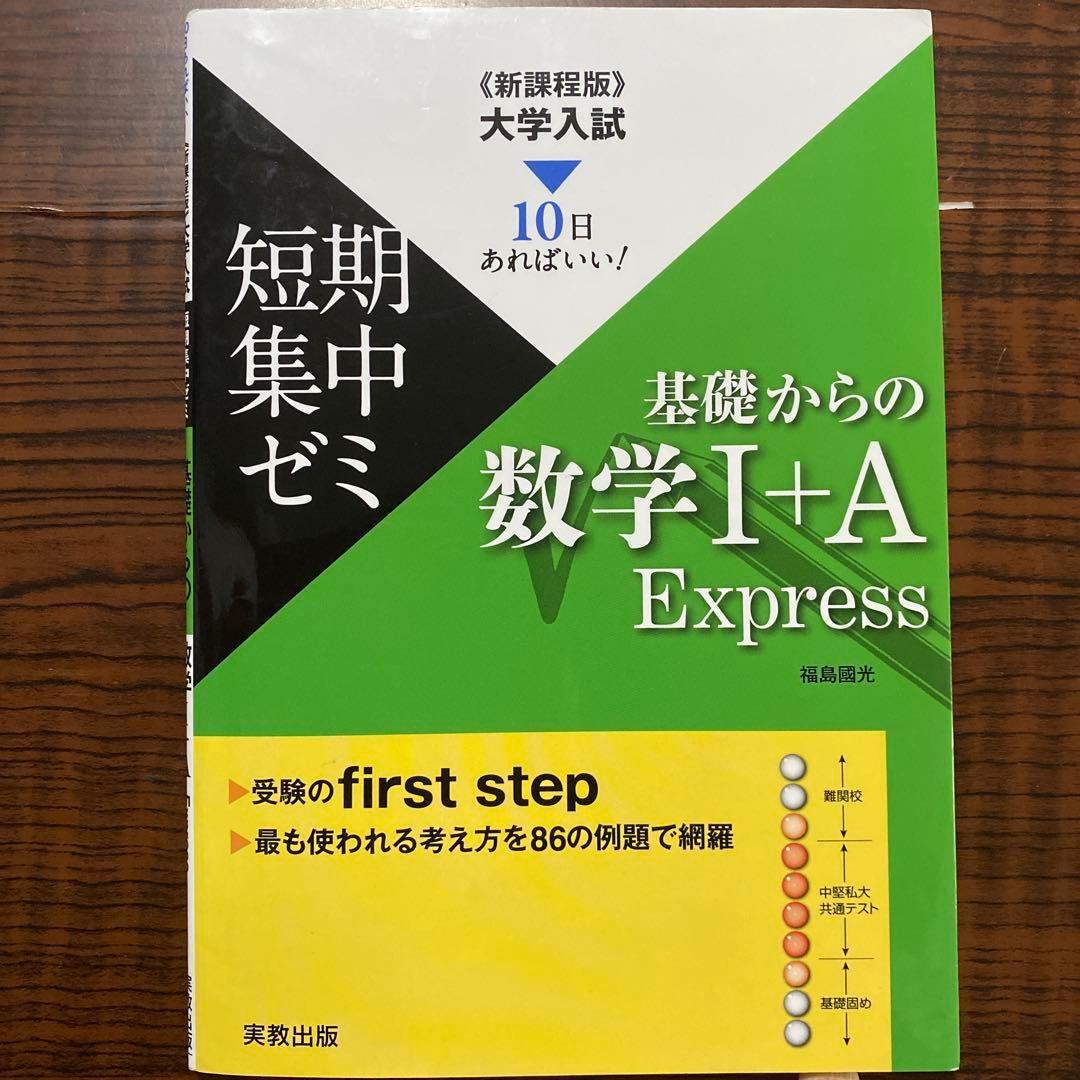 《新課程版》
大学入試
10日
あればいい!
短期
集中
ゼミ
基礎からの
数学I+A
Express
福島國光
▶受験のfirst step
▶最も使われる考え方を86の例題で網羅
難関校
中堅私大
共通テスト
基礎固め
実教出版